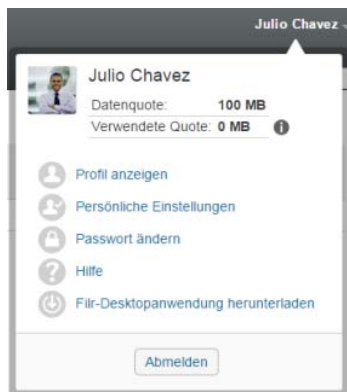 Julio Chavez
Julio Chavez
Datenquote: 100 MB
Verwendete Quote: 0 MB
Profil anzeigen
Persönliche Einstellungen
Passwort ändern
Hilfe
Filr-Desktopanwendung herunterladen
Abmelden